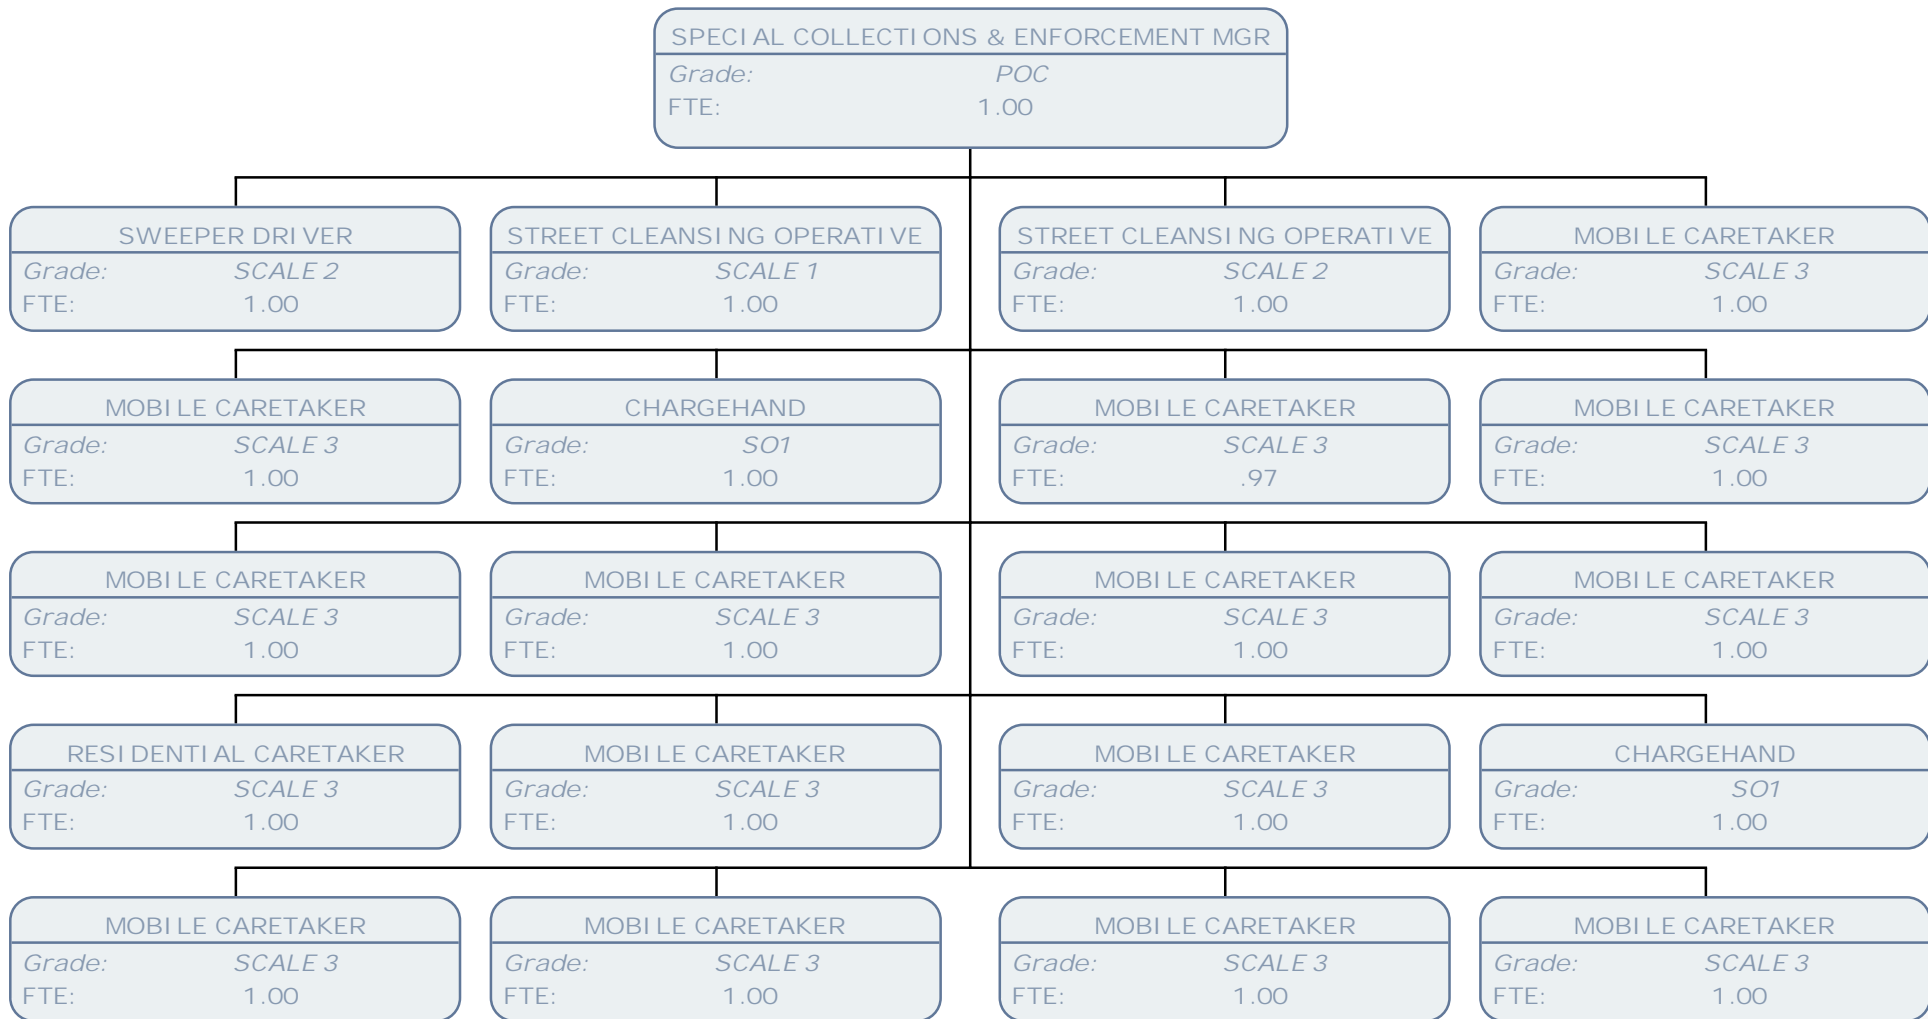 SPECIAL COLLECTIONS & ENFORCEMENT MGR
Grade: POC
FTE: 1.00
SWEEPER DRIVER
Grade: SCALE 2
FTE: 1.00
STREET CLEANSING OPERATIVE
Grade: SCALE 1
FTE: 1.00
STREET CLEANSING OPERATIVE
Grade: SCALE 2
FTE: 1.00
MOBILE CARETAKER
Grade: SCALE 3
FTE: 1.00
MOBILE CARETAKER
Grade: SCALE 3
FTE: 1.00
CHARGEHAND
Grade: SO1
FTE: 1.00
MOBILE CARETAKER
Grade: SCALE 3
FTE: .97
MOBILE CARETAKER
Grade: SCALE 3
FTE: 1.00
MOBILE CARETAKER
Grade: SCALE 3
FTE: 1.00
MOBILE CARETAKER
Grade: SCALE 3
FTE: 1.00
MOBILE CARETAKER
Grade: SCALE 3
FTE: 1.00
MOBILE CARETAKER
Grade: SCALE 3
FTE: 1.00
RESIDENTIAL CARETAKER
Grade: SCALE 3
FTE: 1.00
MOBILE CARETAKER
Grade: SCALE 3
FTE: 1.00
MOBILE CARETAKER
Grade: SCALE 3
FTE: 1.00
CHARGEHAND
Grade: SO1
FTE: 1.00
MOBILE CARETAKER
Grade: SCALE 3
FTE: 1.00
MOBILE CARETAKER
Grade: SCALE 3
FTE: 1.00
MOBILE CARETAKER
Grade: SCALE 3
FTE: 1.00
MOBILE CARETAKER
Grade: SCALE 3
FTE: 1.00